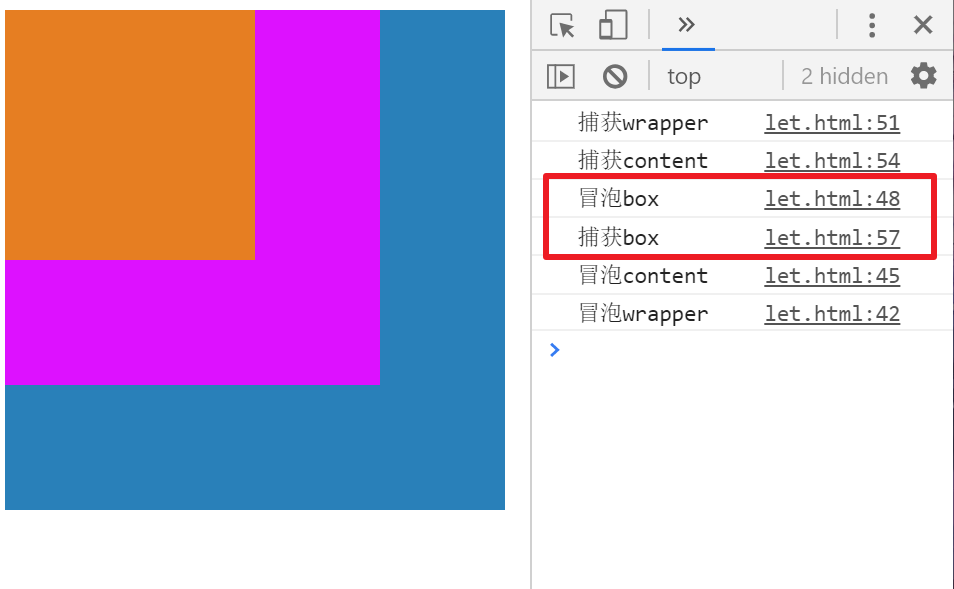 top 2 hidden
捕获wrapper let.html:51
捕获content let.html:54
冒泡box let.html:48
捕获box let.html:57
冒泡content let.html:45
冒泡wrapper let.html:42